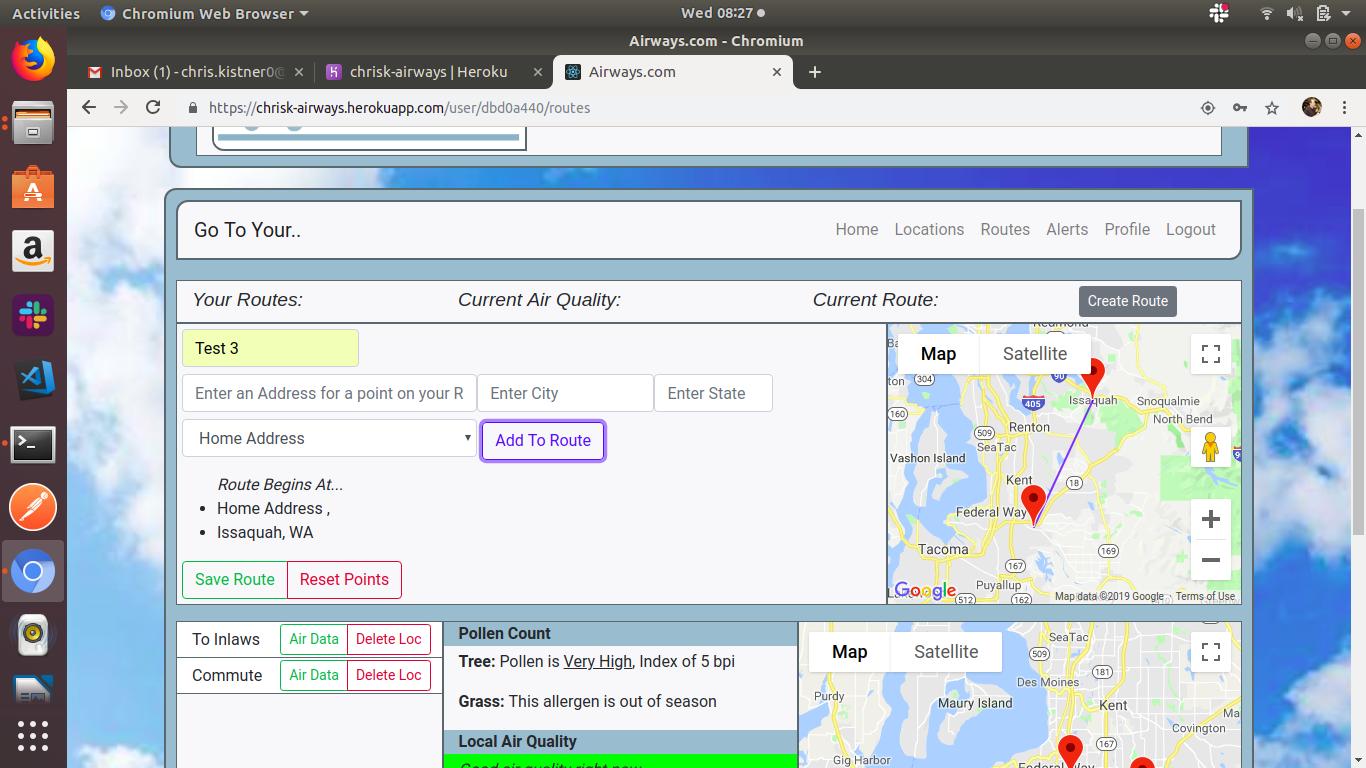 Activities
Chromium Web Browser
Wed 08:27
Airways.com - Chromium
Inbox (1) - chris.kistner0@
chrisk-airways | Heroku
Airways.com
https://chrisk-airways.herokuapp.com/user/dbd0a440/routes
Go To Your..
Home Locations Routes Alerts Profile Logout
Your Routes: Current Air Quality: Current Route: Create Route
Test 3
Enter an Address for a point on your R Enter City Enter State
Home Address Add To Route
Route Begins At...
Home Address ,
Issaquah, WA
Save Route Reset Points
Redmond
Map Satellite
304
90
Issaquah
Snoqualmie
405
160
North Bend
Renton
509
SeaTac
Vashon Island
Kent
18
Federal Way
Tacoma
169
167
Puyallup
Google
512
162
Map data ©2019 Google Terms of Use
To Inlaws Air Data Delete Loc
Commute Air Data Delete Loc
Pollen Count
Tree: Pollen is Very High, Index of 5 bpi
Grass: This allergen is out of season
Local Air Quality
Good air quality right now
Map Satellite
SeaTac
509
181
Des Moines
Purdy
Maury Island
Kent
Covington
167
Gig Harbor
Federal Way